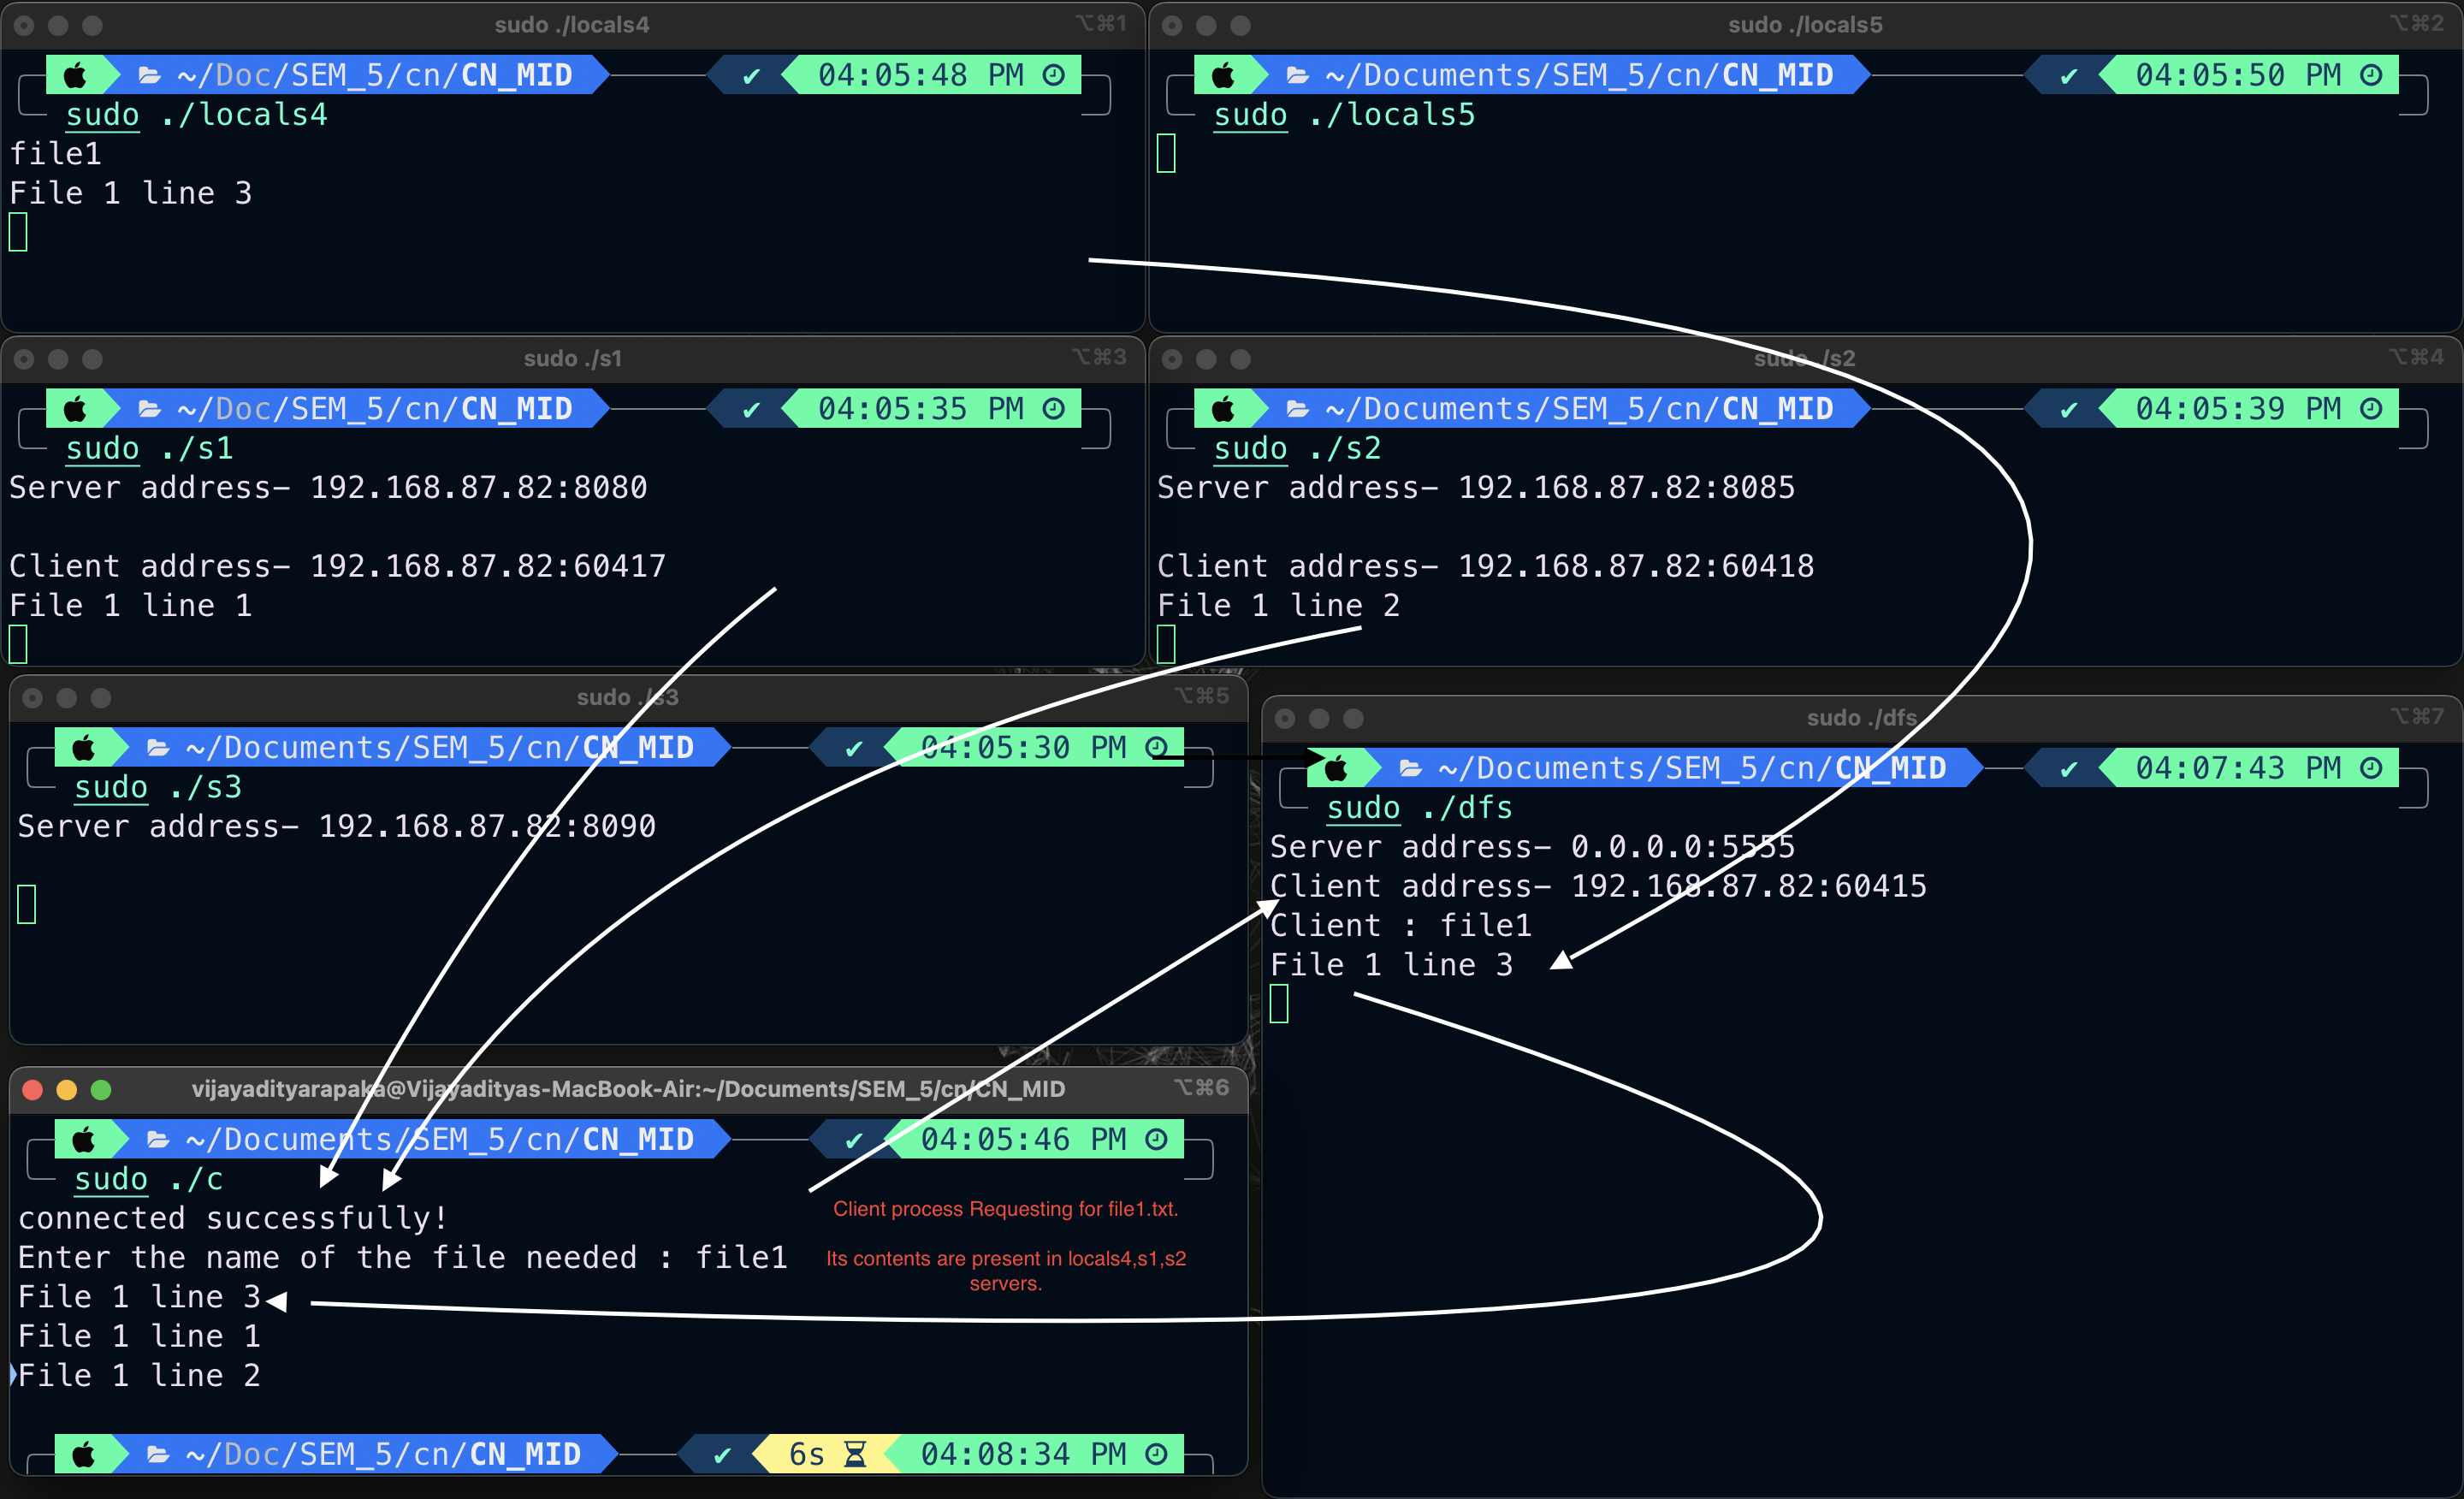 sudo ./locals4 ⌥⌘1
~/Doc/SEM_5/cn/CN_MID ✔ 04:05:48 PM
sudo ./locals4
file1
File 1 line 3
sudo ./locals5 ⌥⌘2
~/Documents/SEM_5/cn/CN_MID ✔ 04:05:50 PM
sudo ./locals5
sudo ./s1 ⌥⌘3
~/Doc/SEM_5/cn/CN_MID ✔ 04:05:35 PM
sudo ./s1
Server address− 192.168.87.82:8080
Client address− 192.168.87.82:60417
File 1 line 1
sudo ./s2 ⌥⌘4
~/Documents/SEM_5/cn/CN_MID ✔ 04:05:39 PM
sudo ./s2
Server address− 192.168.87.82:8085
Client address− 192.168.87.82:60418
File 1 line 2
sudo ./s3 ⌥⌘5
~/Documents/SEM_5/cn/CN_MID ✔ 04:05:30 PM
sudo ./s3
Server address− 192.168.87.82:8090
sudo ./dfs ⌥⌘7
~/Documents/SEM_5/cn/CN_MID ✔ 04:07:43 PM
sudo ./dfs
Server address− 0.0.0.0:5555
Client address− 192.168.87.82:60415
Client : file1
File 1 line 3
vijayadityarapaka@Vijayadityas-MacBook-Air:~/Documents/SEM_5/cn/CN_MID ⌥⌘6
~/Documents/SEM_5/cn/CN_MID ✔ 04:05:46 PM
sudo ./c
connected successfully!
Enter the name of the file needed : file1
File 1 line 3
File 1 line 1
File 1 line 2
Client process Requesting for file1.txt.
Its contents are present in locals4,s1,s2
servers.
~/Doc/SEM_5/cn/CN_MID ✔ 6s 04:08:34 PM